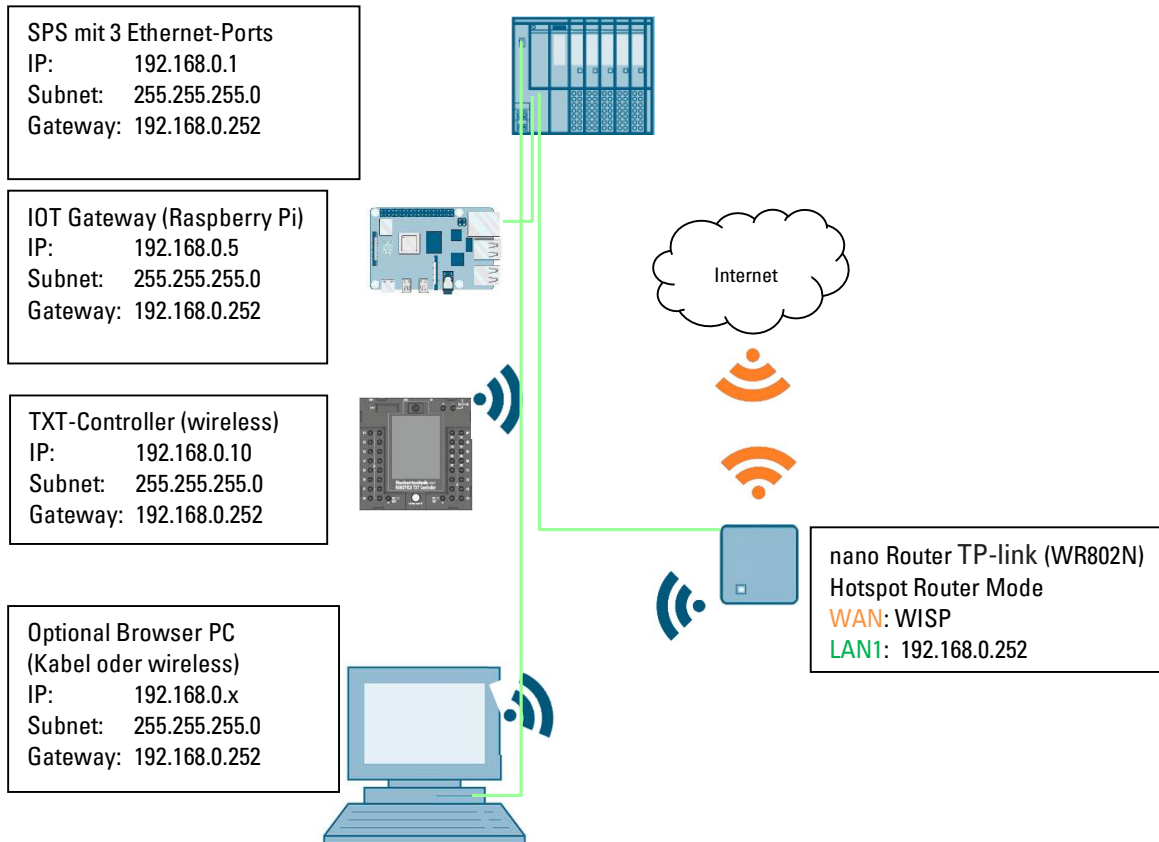 SPS mit 3 Ethernet-Ports
IP: 192.168.0.1
Subnet: 255.255.255.0
Gateway: 192.168.0.252
IOT Gateway (Raspberry Pi)
IP: 192.168.0.5
Subnet: 255.255.255.0
Gateway: 192.168.0.252
Internet
TXT-Controller (wireless)
IP: 192.168.0.10
Subnet: 255.255.255.0
Gateway: 192.168.0.252
nano Router TP-link (WR802N)
Hotspot Router Mode
WAN: WISP
LAN1: 192.168.0.252
Optional Browser PC
(Kabel oder wireless)
IP: 192.168.0.x
Subnet: 255.255.255.0
Gateway: 192.168.0.252